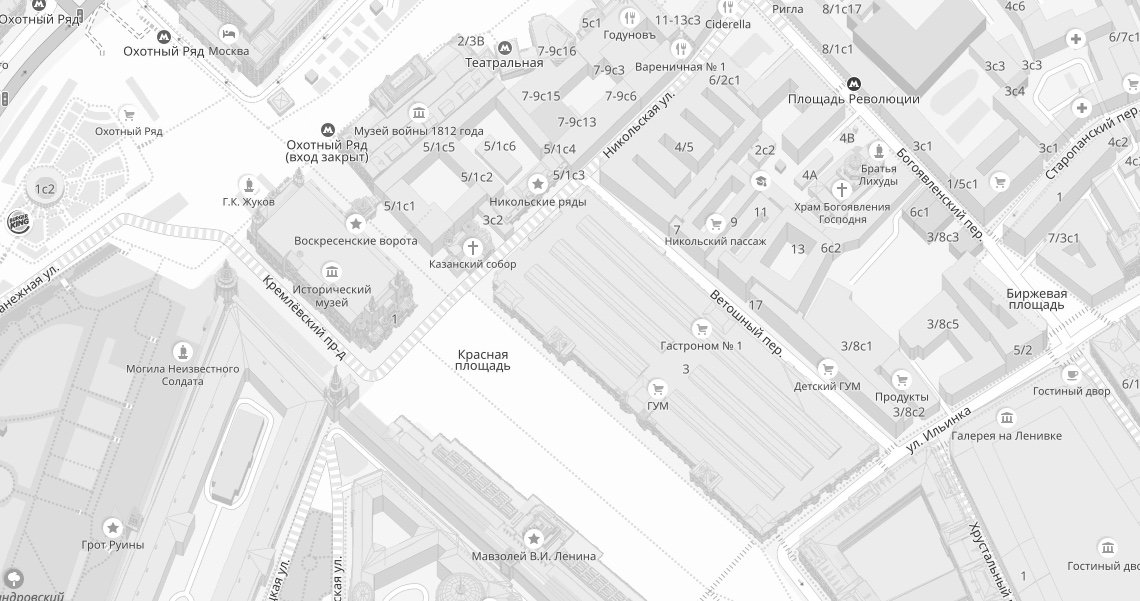 Охотный Ряд
Охотный Ряд
Москва
2/3В
Театральная
7-9с16
5с1
Годуновъ
11-13с3
Ciderella
Ригла
8/1с17
4с6
6/7с1
8/1с1
Вареничная № 1
6/2с1
7-9с3
3с3
3с3
3с4
7-9с15
7-9с6
7-9с13
Никольская ул.
Площадь Революции
Старопанский пер.
Охотный Ряд
Музей войны 1812 года
Охотный Ряд
(вход закрыт)
5/1с5
5/1с6
5/1с4
5/1с3
5/1с2
5/1с1
4/5
2с2
4В
4А
Братья
Лихуды
3с1
3с1
4с2
Богоявленский пер.
1/5с1
1
1с2
BURGER
KING
Г.К. Жуков
Никольские ряды
3с2
Храм Богоявления
Господня
6с1
11
9
7
Никольский пассаж
13
6с2
3/8с3
7/3с1
Воскресенские ворота
Казанский собор
Исторический
музей
1
Кремлёвский пр-д
Ветошный пер.
17
Биржевая
площадь
3/8с5
5/2
Гастроном № 1
3/8с1
Красная
площадь
3
ГУМ
Детский ГУМ
Продукты
3/8с2
Гостиный двор
6/1
Могила Неизвестного
Солдата
ул. Ильинка
Галерея на Ленивке
Грот Руины
Мавзолей В.И. Ленина
Хрустальный
1